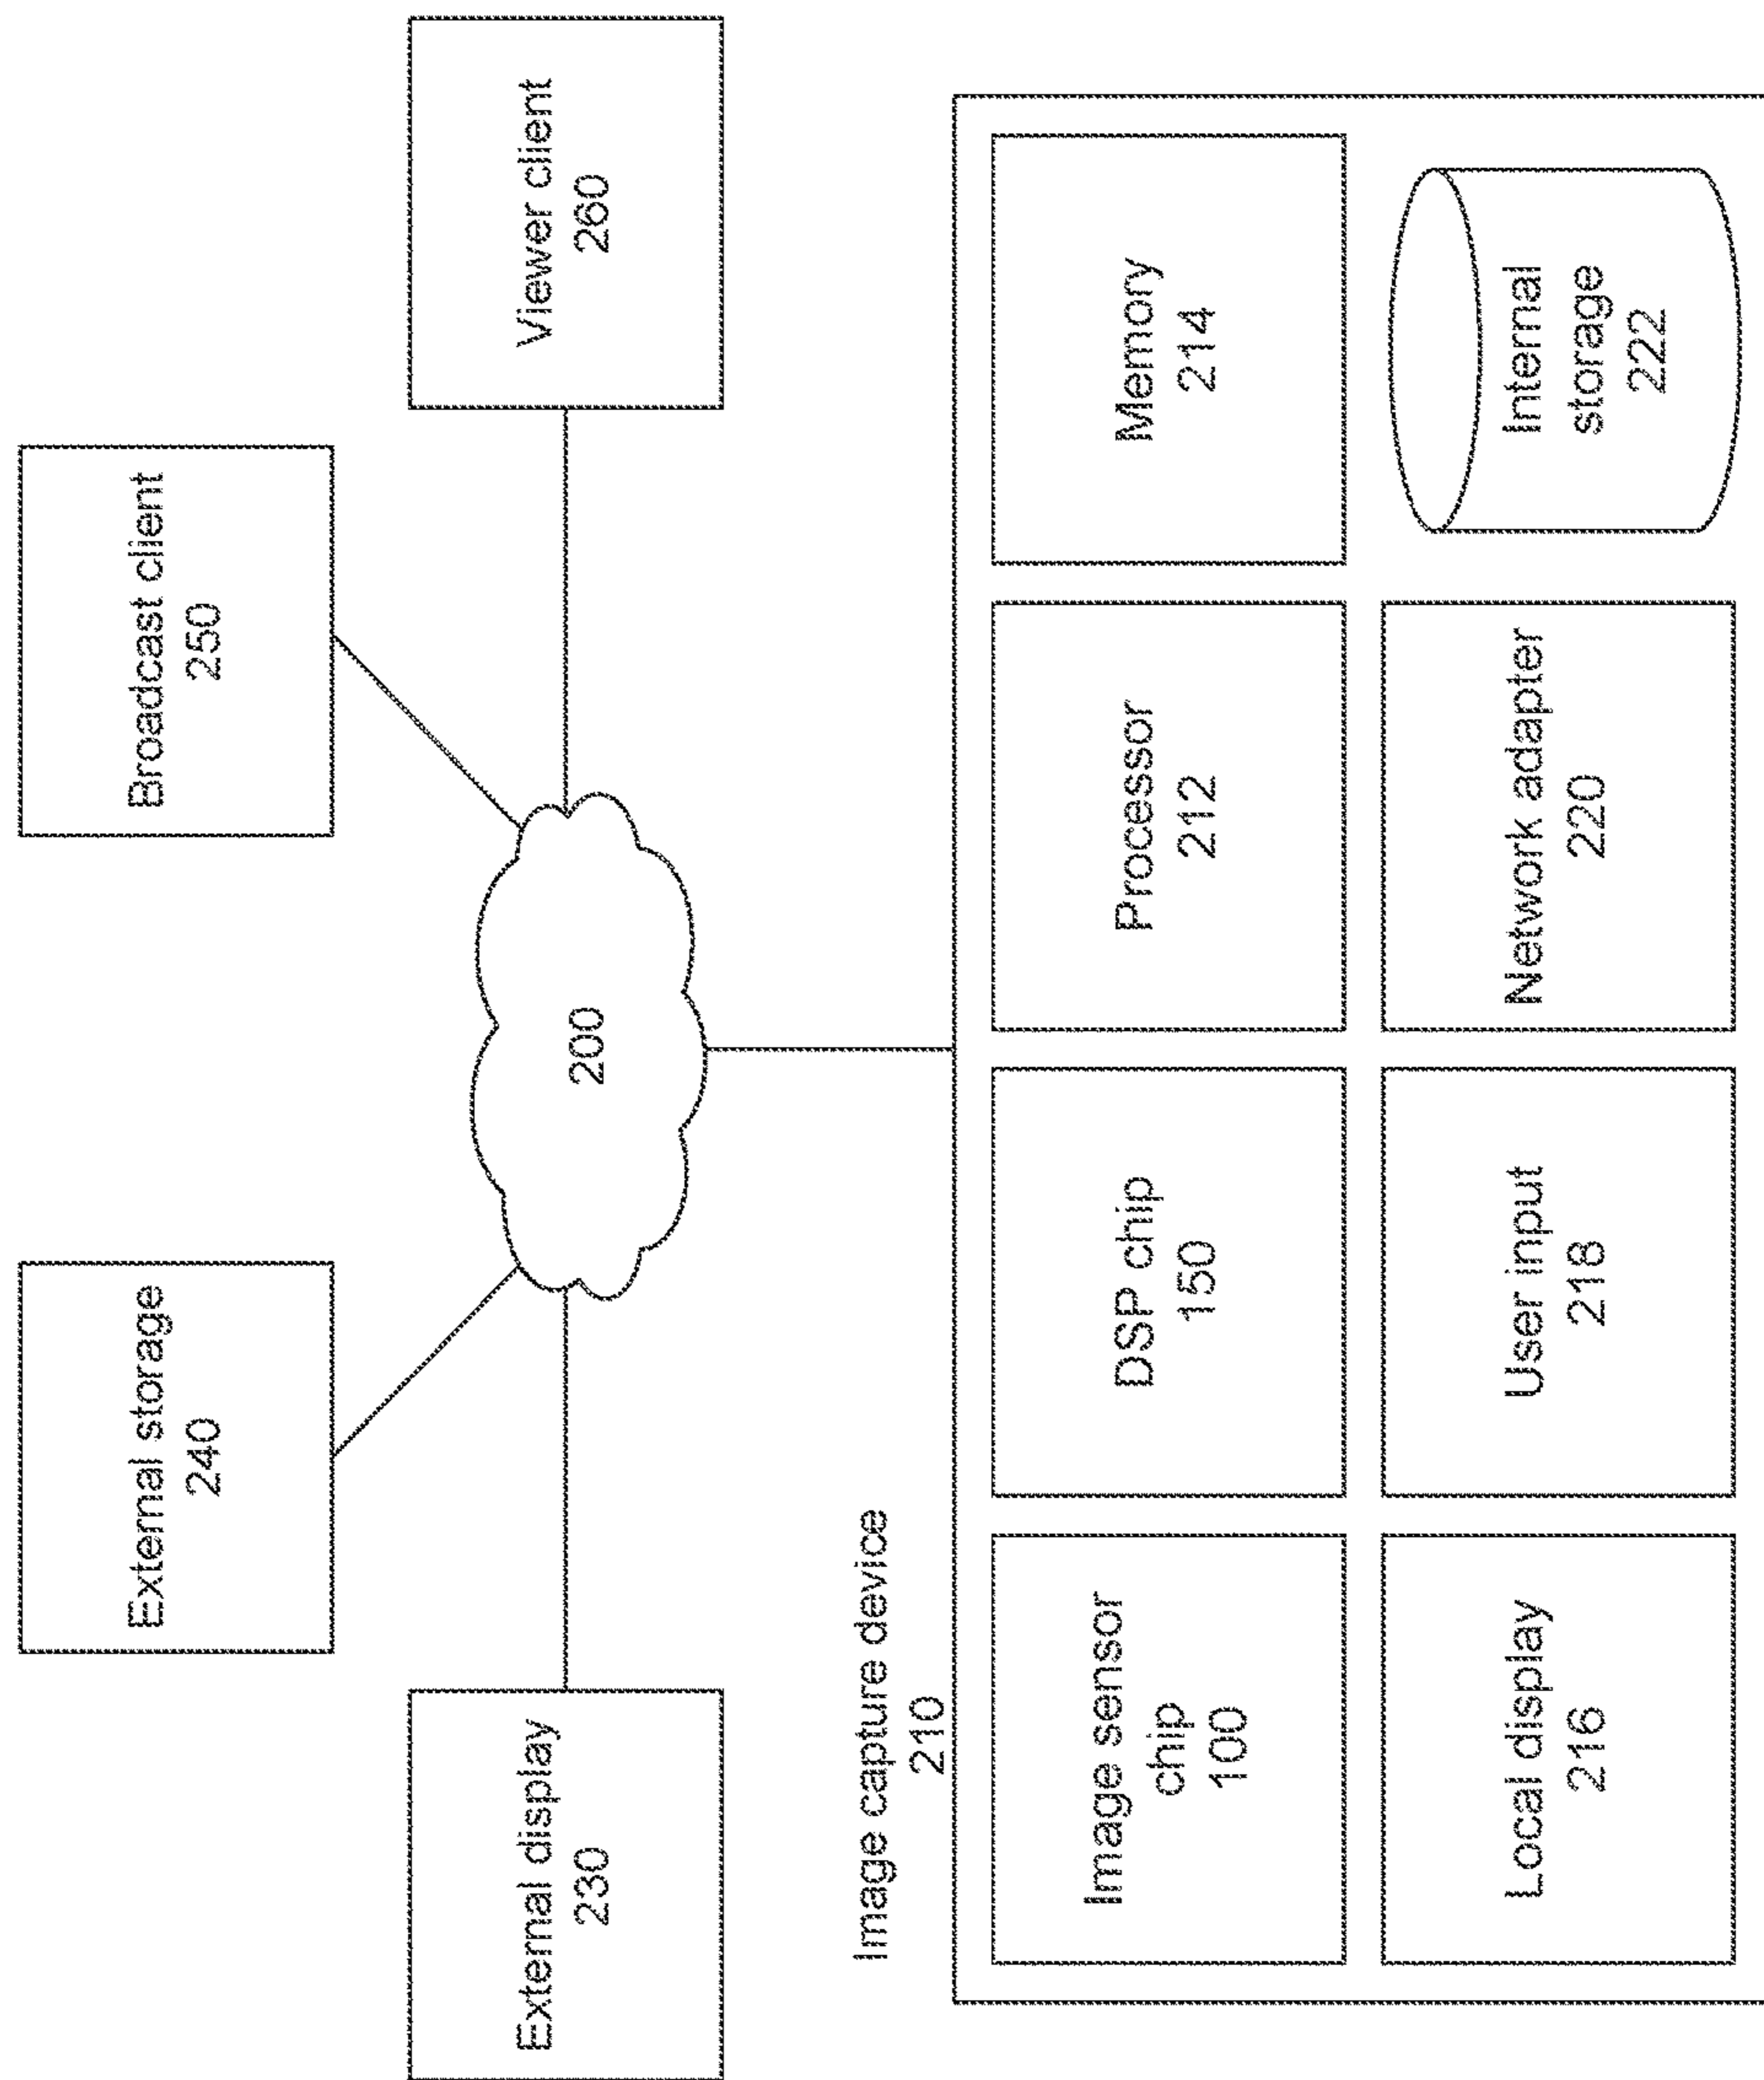 External storage
240
Broadcast client
250
External display
230
200
Viewer client
260
Image capture device
210
Image sensor
chip
100
DSP chip
150
Processor
212
Memory
214
Local display
216
User input
218
Network adapter
220
Internal
storage
222